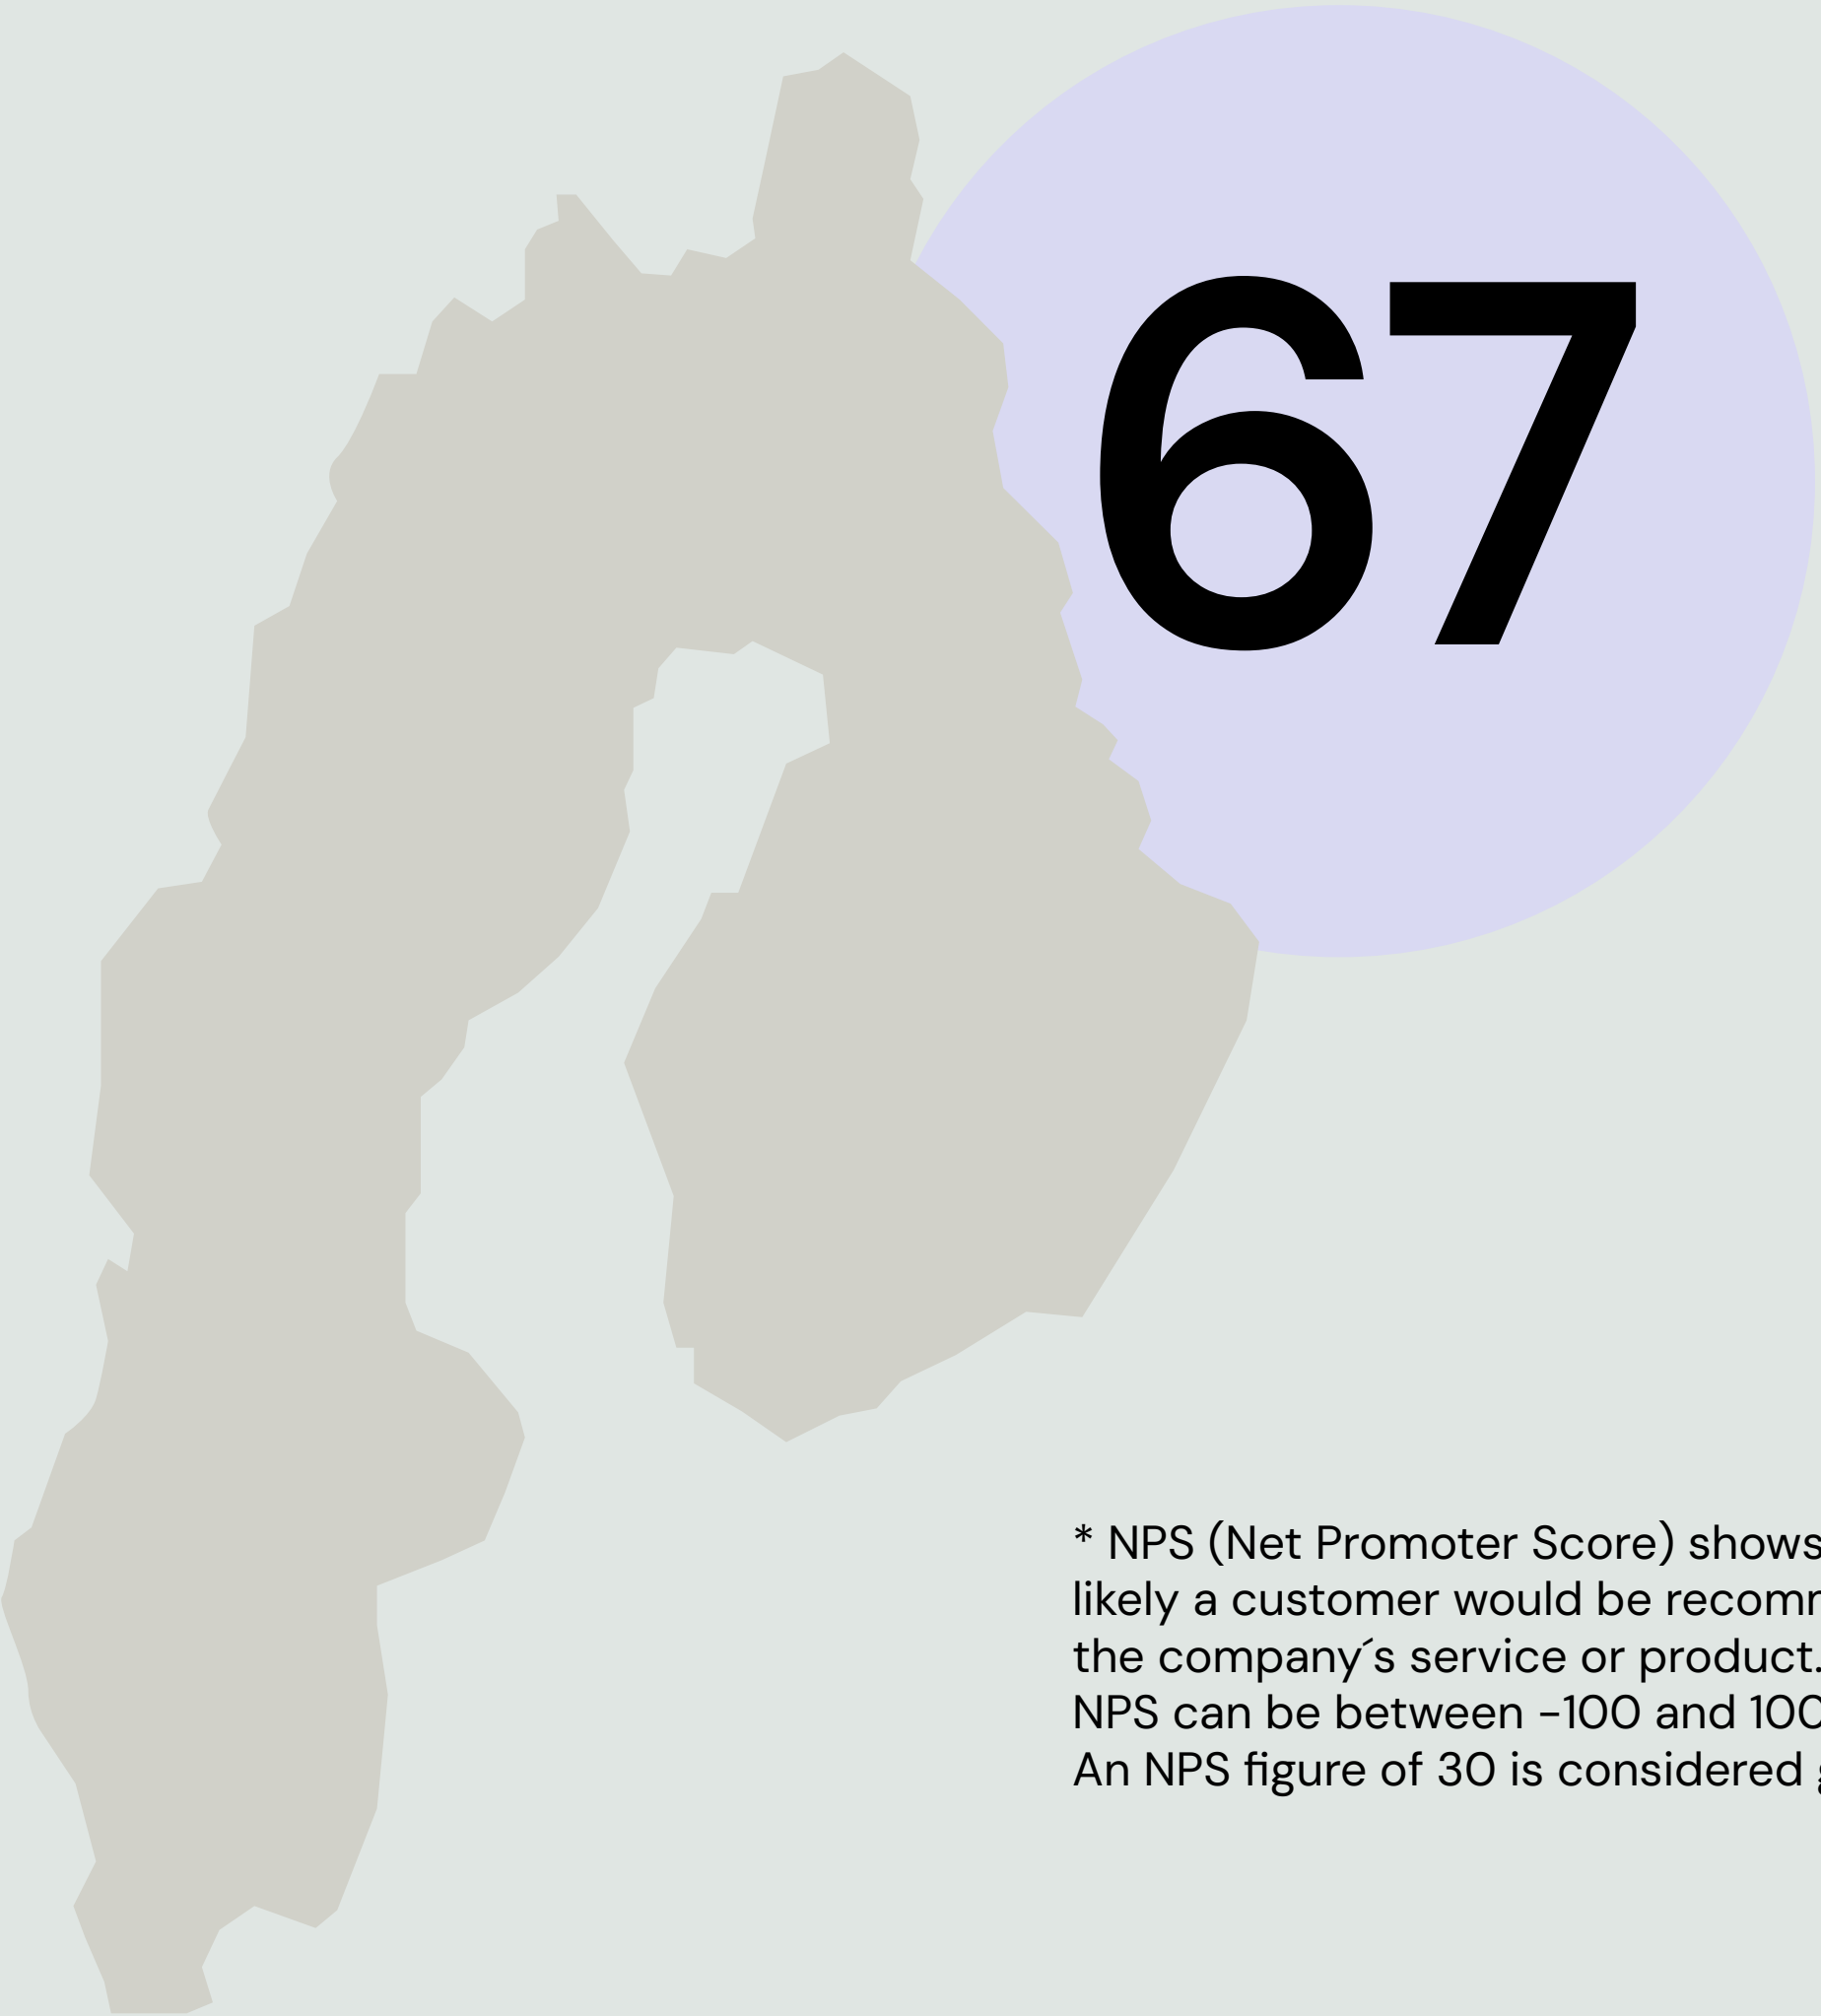 67
* NPS (Net Promoter Score) shows
likely a customer would be
the company´s service or product.
NPS can be between -100 and 100
An NPS figure of 30 is considered